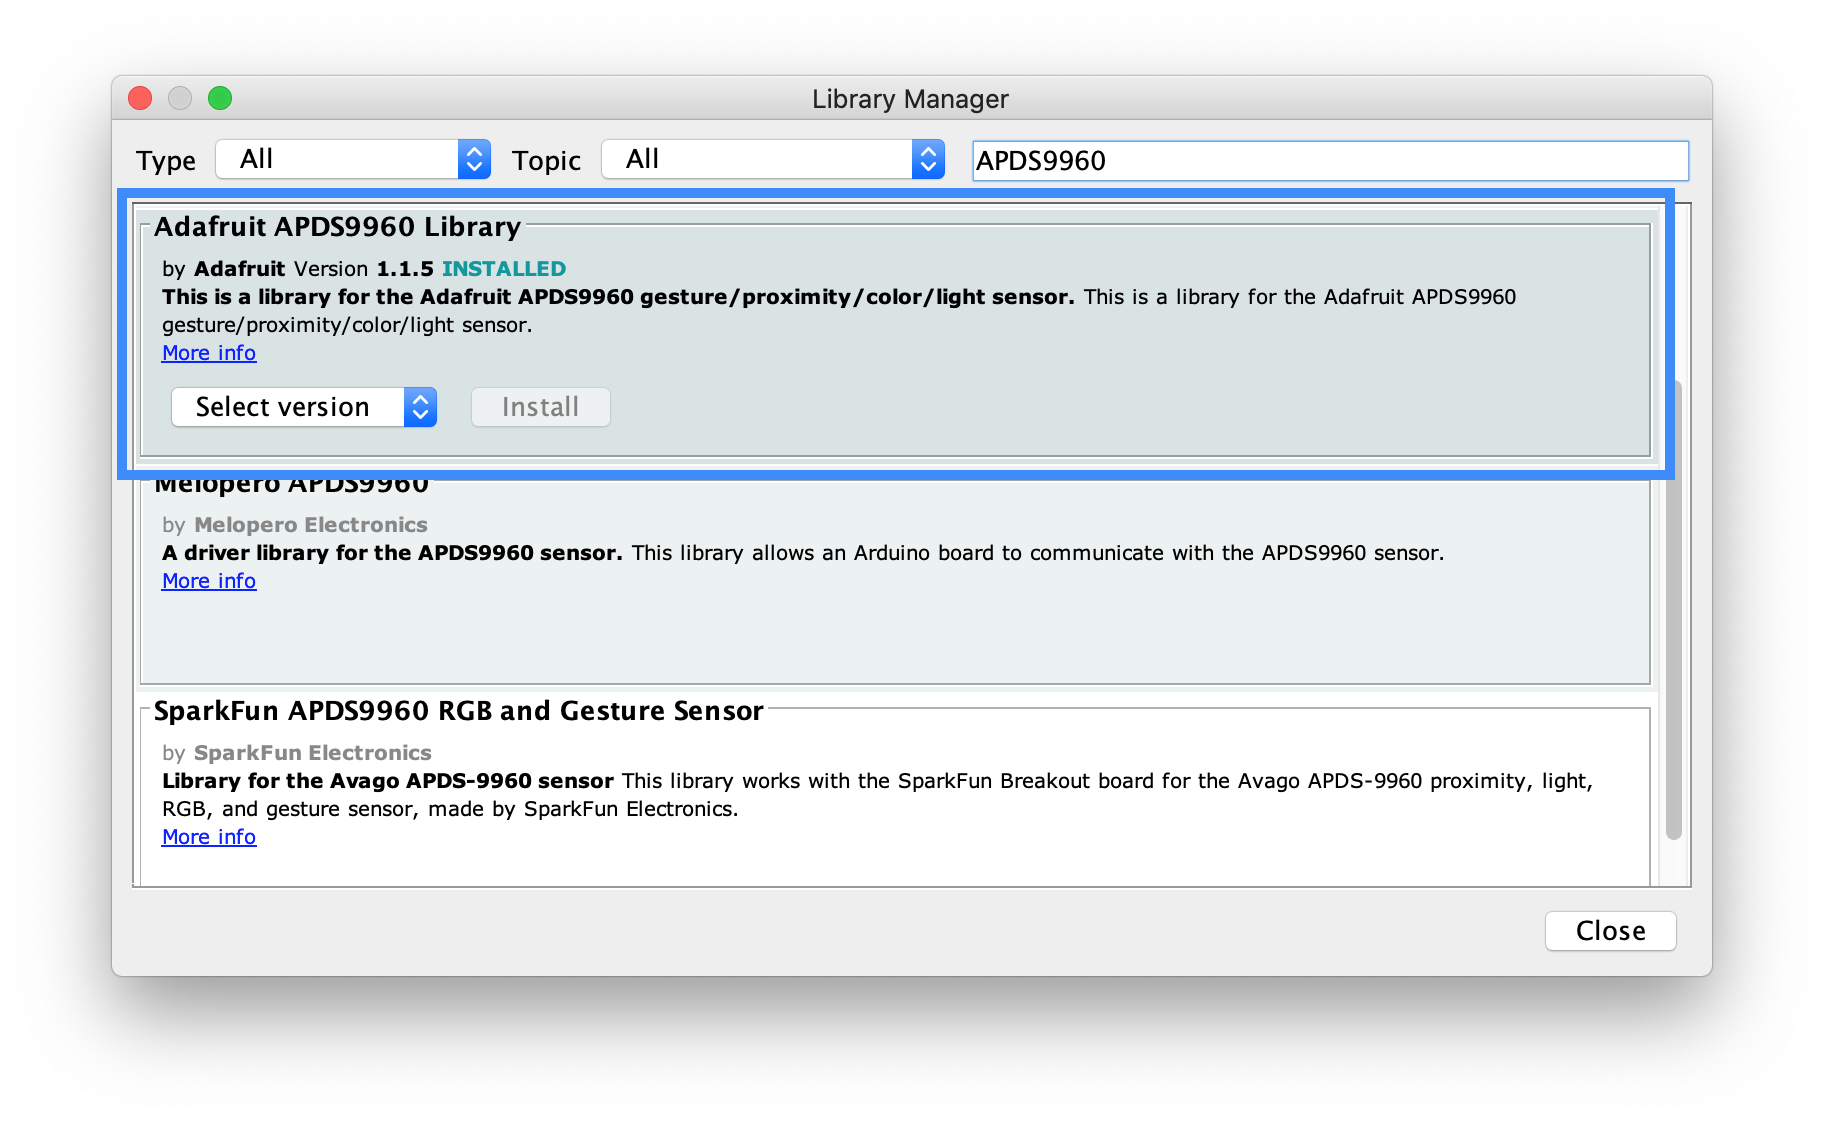 Library Manager
Type All Topic All APDS9960
Adafruit APDS9960 Library
by Adafruit Version 1.1.5 INSTALLED
This is a library for the Adafruit APDS9960 gesture/proximity/color/light sensor. This is a library for the Adafruit APDS9960
gesture/proximity/color/light sensor.
More info
Select version Install
Melopero APDS9960
by Melopero Electronics
A driver library for the APDS9960 sensor. This library allows an Arduino board to communicate with the APDS9960 sensor.
More info
SparkFun APDS9960 RGB and Gesture Sensor
by SparkFun Electronics
Library for the Avago APDS-9960 sensor This library works with the SparkFun Breakout board for the Avago APDS-9960 proximity, light,
RGB, and gesture sensor, made by SparkFun Electronics.
More info
Close